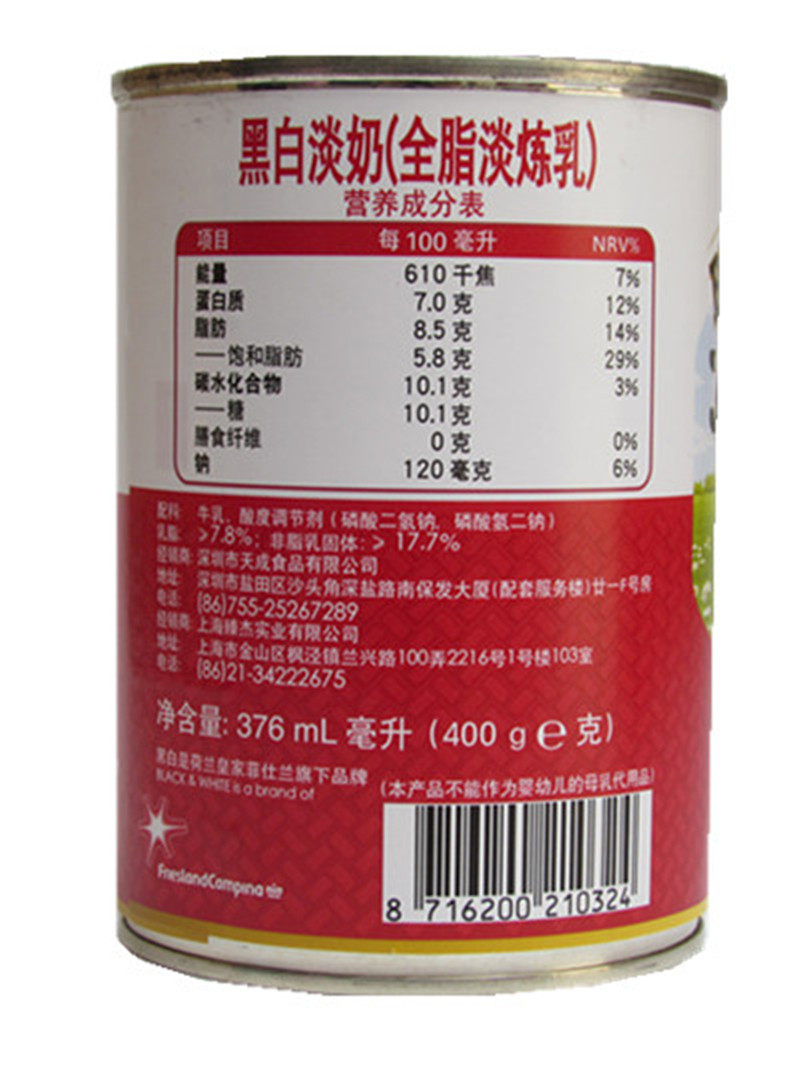 黑白淡奶(全脂淡炼乳)
营养成分表
项目 每 100 毫升 NRV%
能量 610 千焦 7%
蛋白质 7.0 克 12%
脂肪 8.5 克 14%
——饱和脂肪 5.8 克 29%
碳水化合物 10.1克 3%
——糖 10.1克
膳食纤维 0 克 0%
钠 120 毫克 6%
配料: 牛乳, 酸度调节剂 (磷酸二氢钠, 磷酸氢二钠)
乳脂: >7.8%; 非脂乳固体: > 17.7%
经销商: 深圳市天成食品有限公司
地址: 深圳市盐田区沙头角深盐路南保发大厦(配套服务楼)廿一F号房
电话: (86)755-25267289
经销商: 上海臻杰实业有限公司
地址: 上海市金山区枫泾镇兰兴路100弄2216号1号楼103室
电话: (86)21-34222675
净含量: 376 mL 毫升 (400 g ℮ 克)
黑白是荷兰皇家菲仕兰旗下品牌
BLACK & WHITE is a brand of
(本产品不能作为婴幼儿的母乳代用品)
FrieslandCampina
8 716200 210324